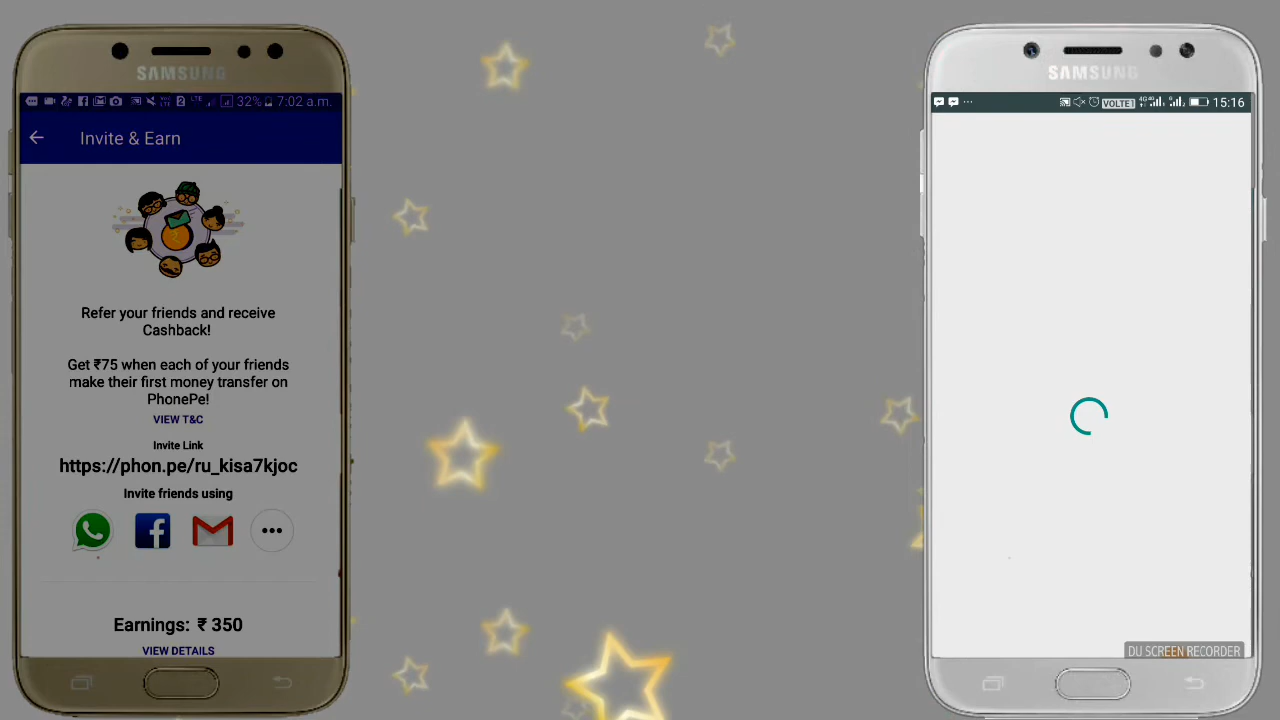 SAMSUNG
32% 7:02 a.m.
Invite & Earn
Refer your friends and receive
Cashback!
Get ₹75 when each of your friends
make their first money transfer on
PhonePe!
VIEW T&C
Invite Link
https://phon.pe/ru_kisa7kjoc
Invite friends using
Earnings: ₹ 350
VIEW DETAILS
SAMSUNG
VOLTE1 15:16
DU SCREEN RECORDER